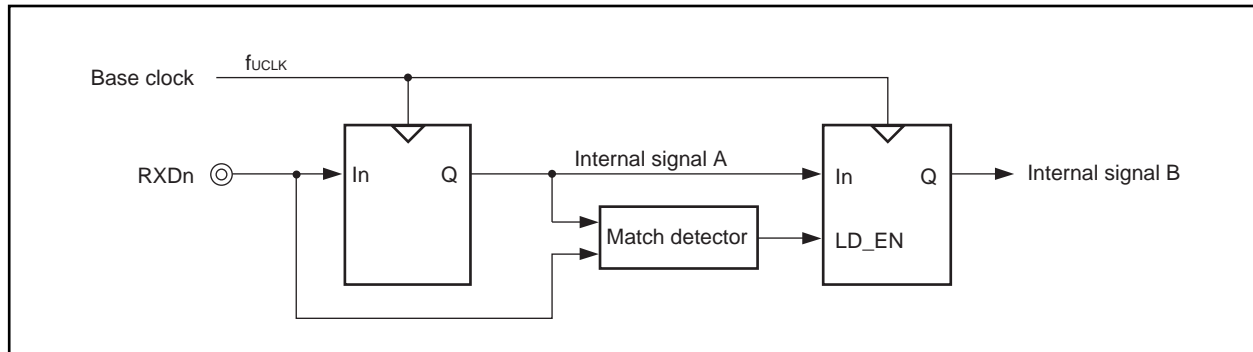 Base clock
fUCLK
RXDn
In
Q
Internal signal A
In
Q
Internal signal B
Match detector
LD_EN